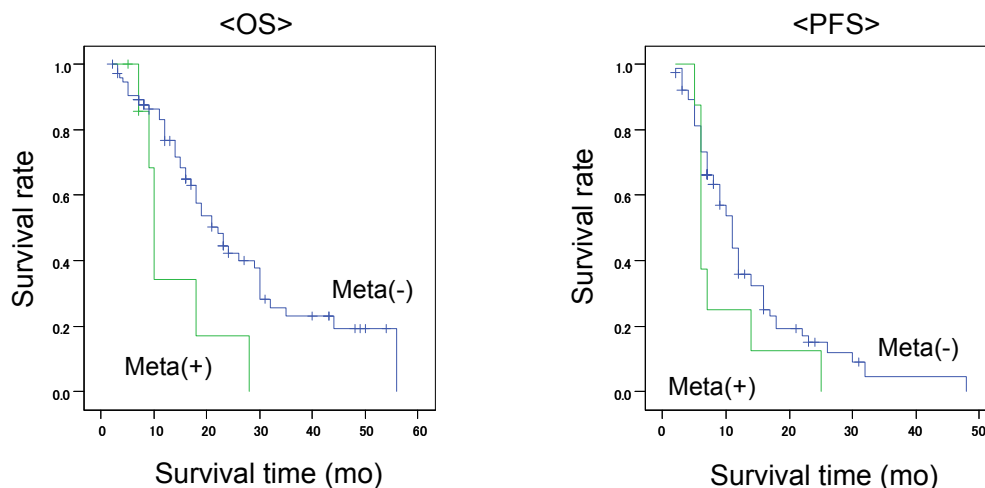 <OS>
1.0
0.8
0.6
0.4
0.2
0.0
Survival rate
Meta(-)
Meta(+)
0 10 20 30 40 50 60
Survival time (mo)
<PFS>
1.0
0.8
0.6
0.4
0.2
0.0
Survival rate
Meta(-)
Meta(+)
0 10 20 30 40 50
Survival time (mo)